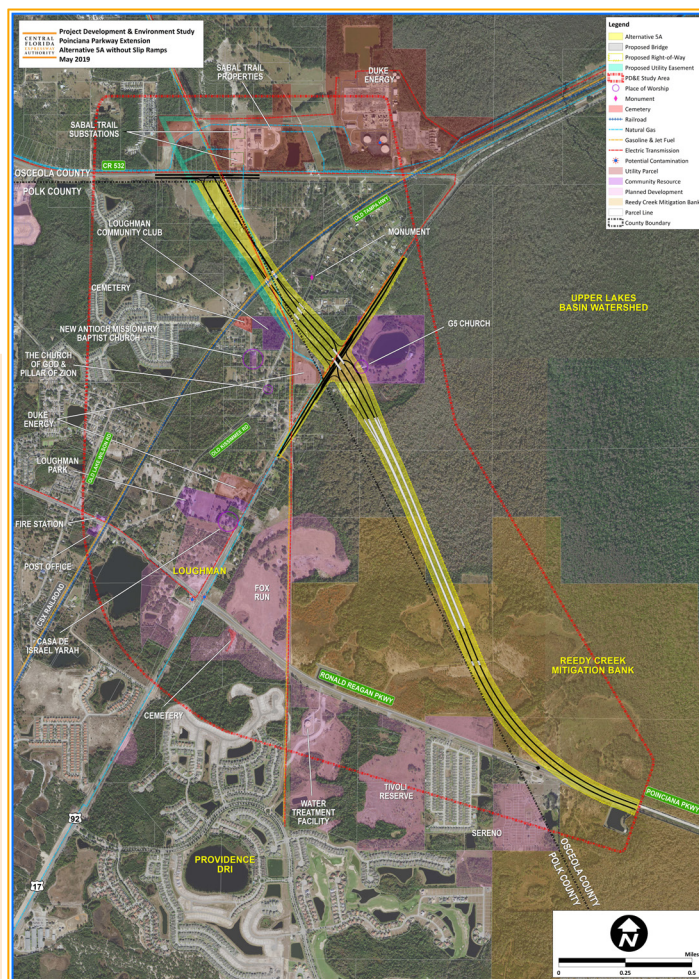 CENTRAL
FLORIDA
EXPRESSWAY
AUTHORITY
Project Development & Environment Study
Poinciana Parkway Extension
Alternative 5A without Slip Ramps
May 2019
Legend
Alternative 5A
Proposed Bridge
Proposed Right-of-Way
Proposed Utility Easement
PD&E Study Area
Place of Worship
Monument
Cemetery
Railroad
Natural Gas
Gasoline & Jet Fuel
Electric Transmission
Potential Contamination
Utility Parcel
Community Resource
Planned Development
Reedy Creek Mitigation Bank
Parcel Line
County Boundary
SABAL TRAIL
PROPERTIES
DUKE
ENERGY
SABAL TRAIL
SUBSTATIONS
CR 532
OSCEOLA COUNTY
POLK COUNTY
OLD TAMPA HWY
LOUGHMAN
COMMUNITY CLUB
MONUMENT
CEMETERY
UPPER LAKES
BASIN WATERSHED
NEW ANTIOCH MISSIONARY
BAPTIST CHURCH
G5 CHURCH
THE CHURCH
OF GOD &
PILLAR OF ZION
DUKE
ENERGY
OLD LAKE WILSON RD
OLD KISSIMMEE RD
LOUGHMAN
PARK
FIRE STATION
POST OFFICE
LOUGHMAN
CSX RAILROAD
FOX
RUN
CASA DE
ISRAEL YARAH
REEDY CREEK
MITIGATION BANK
RONALD REAGAN PKWY
CEMETERY
WATER
TREATMENT
FACILITY
TIVOLI
RESERVE
POINCIANA PKWY
92
SERENO
17
PROVIDENCE
DRI
OSCEOLA COUNTY
POLK COUNTY
N
Miles
0 0.25 0.5